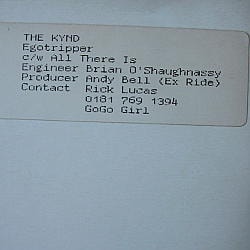 THE KYND
Egotripper
c/w All There Is
Engineer Brian O'Shaughnassy
Producer Andy Bell (Ex Ride)
Contact Rick Lucas
0181 769 1394
GoGo Girl